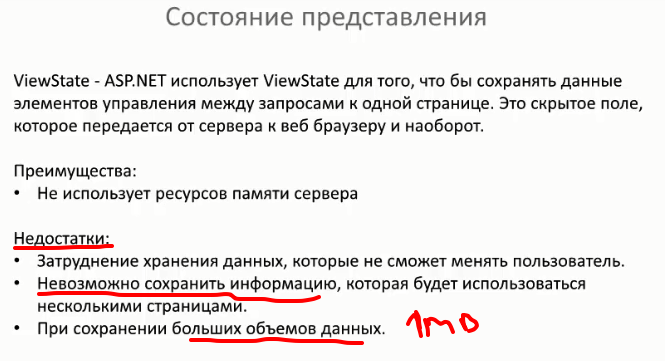 Состояние представления
ViewState - ASP.NET использует ViewState для того, что бы сохранять данные
элементов управления между запросами к одной странице. Это скрытое поле,
которое передается от сервера к веб браузеру и наоборот.
Преимущества:
• Не использует ресурсов памяти сервера
Недостатки:
• Затруднение хранения данных, которые не сможет менять пользователь.
• Невозможно сохранить информацию, которая будет использоваться
несколькими страницами.
• При сохранении больших объемов данных.